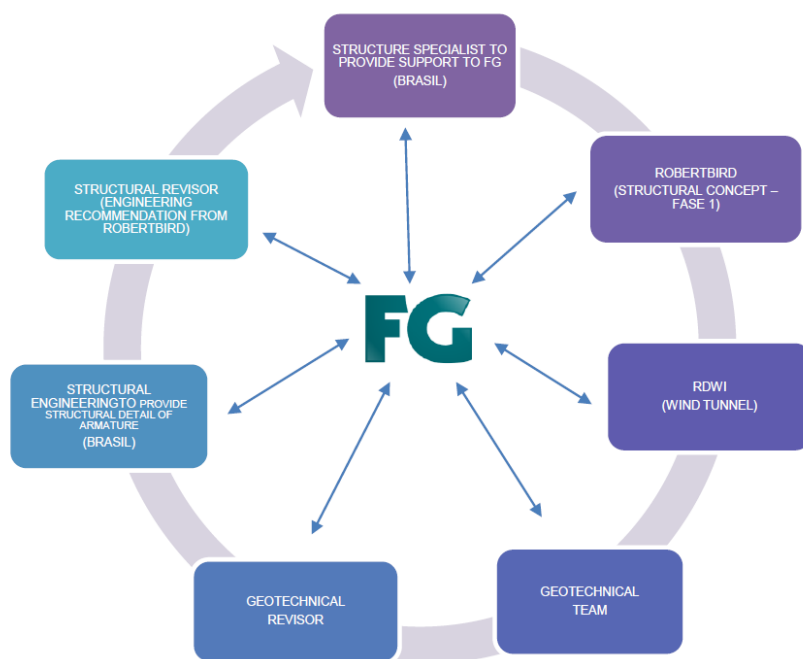 STRUCTURE SPECIALIST TO
PROVIDE SUPPORT TO FG
(BRASIL)
ROBERTBIRD
(STRUCTURAL CONCEPT –
FASE 1)
RDWI
(WIND TUNNEL)
GEOTECHNICAL
TEAM
GEOTECHNICAL
REVISOR
STRUCTURAL
ENGINEERINGTO PROVIDE
STRUCTURAL DETAIL OF
ARMATURE
(BRASIL)
STRUCTURAL REVISOR
(ENGINEERING
RECOMMENDATION FROM
ROBERTBIRD)
FG